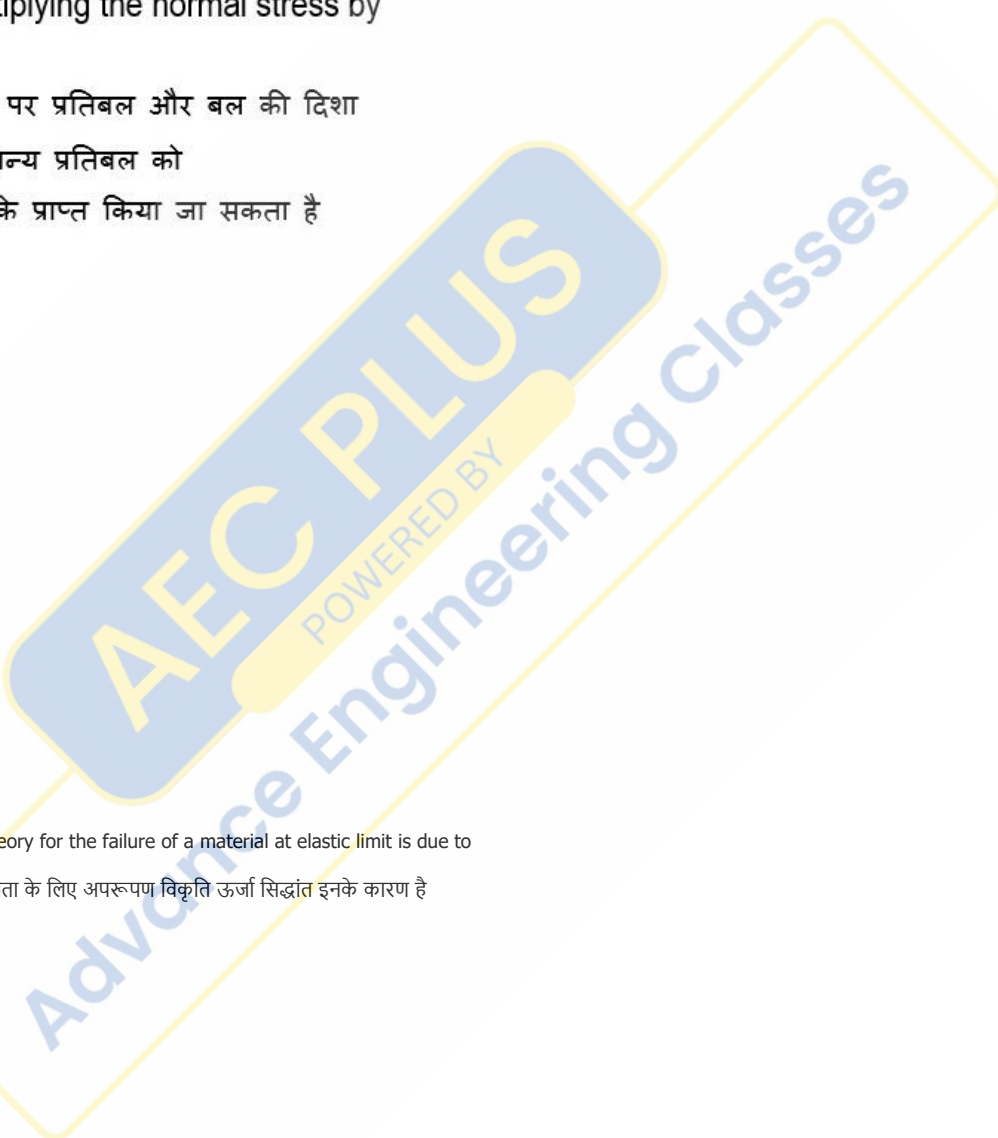 tiplying the normal stress by
पर प्रतिबल और बल की दिशा
न्य प्रतिबल को
के प्राप्त किया जा सकता है
AEC PLUS
POWERED BY
Advance Engineering Classes
eory for the failure of a material at elastic limit is due to
ता के लिए अपरूपण विकृति ऊर्जा सिद्धांत इनके कारण है